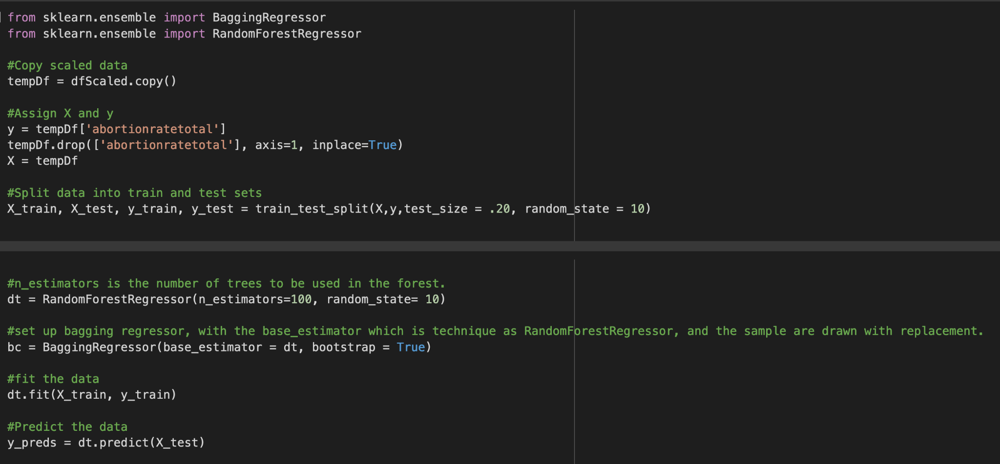 from sklearn.ensemble import BaggingRegressor
from sklearn.ensemble import RandomForestRegressor
#Copy scaled data
tempDf = dfScaled.copy()
#Assign X and y
y = tempDf['abortionratetotal']
tempDf.drop(['abortionratetotal'], axis=1, inplace=True)
X = tempDf
#Split data into train and test sets
X_train, X_test, y_train, y_test = train_test_split(X,y,test_size = .20, random_state = 10)
#n_estimators is the number of trees to be used in the forest.
dt = RandomForestRegressor(n_estimators=100, random_state= 10)
#set up bagging regressor, with the base_estimator which is technique as RandomForestRegressor, and the sample are drawn with replacement.
bc = BaggingRegressor(base_estimator = dt, bootstrap = True)
#fit the data
dt.fit(X_train, y_train)
#Predict the data
y_preds = dt.predict(X_test)